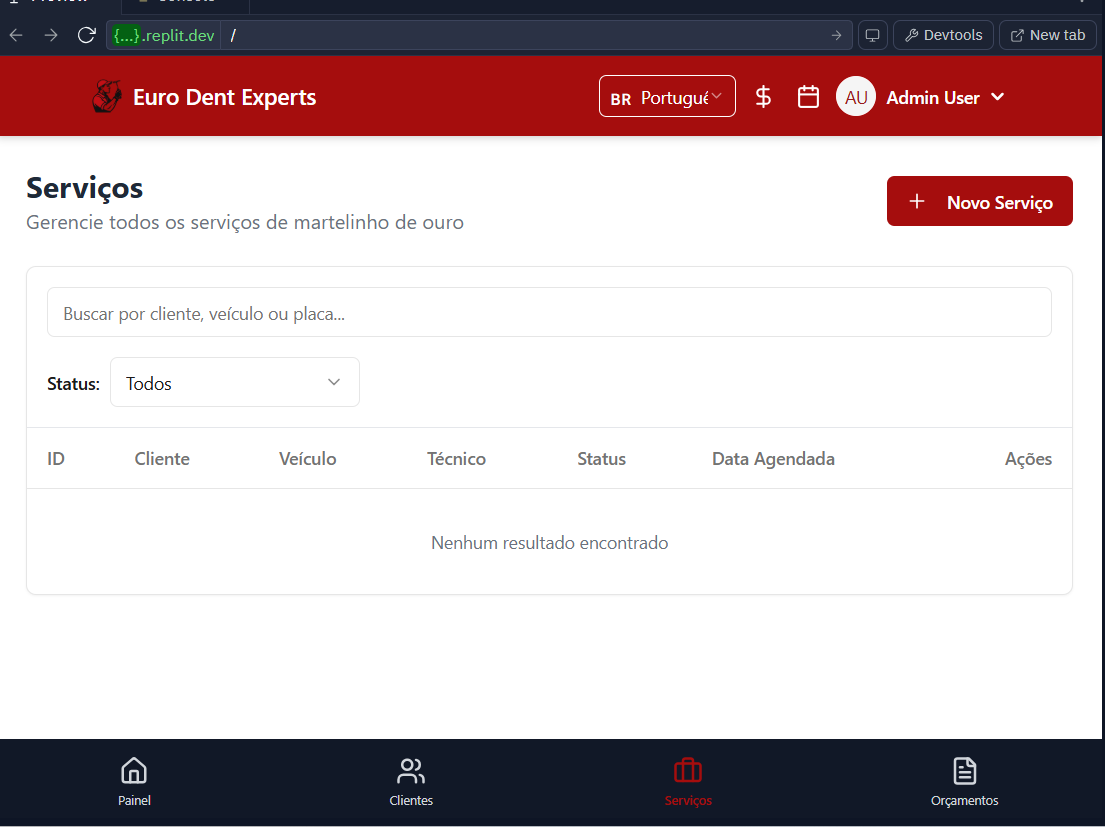 {...}.replit.dev /
Devtools
New tab
Euro Dent Experts
BR Portugu
$
AU
Admin User
Serviços
Gerencie todos os serviços de martelinho de ouro
+ Novo Serviço
Buscar por cliente, veículo ou placa...
Status: Todos
ID Cliente Veículo Técnico Status Data Agendada Ações
Nenhum resultado encontrado
Painel Clientes Serviços Orçamentos